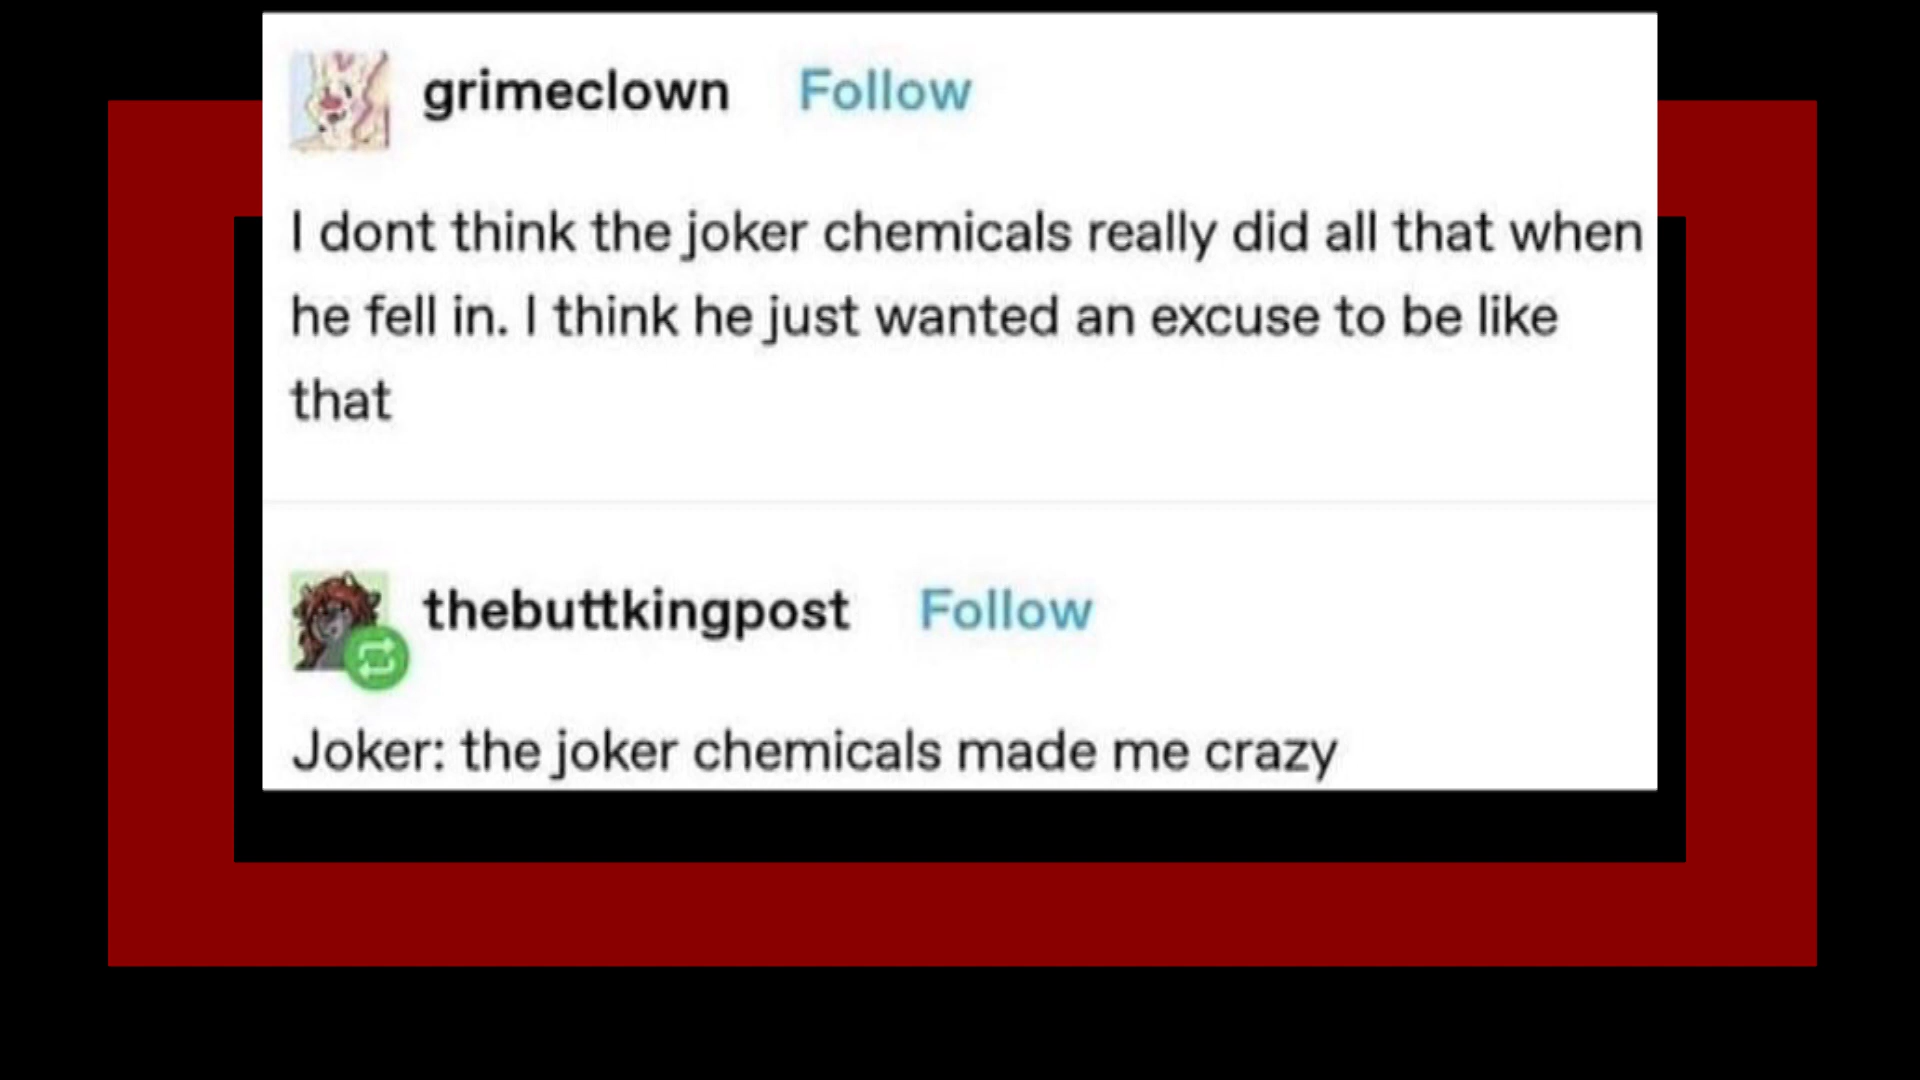 grimeclown Follow
I dont think the joker chemicals really did all that when
he fell in. I think he just wanted an excuse to be like
that
thebuttkingpost Follow
Joker: the joker chemicals made me crazy